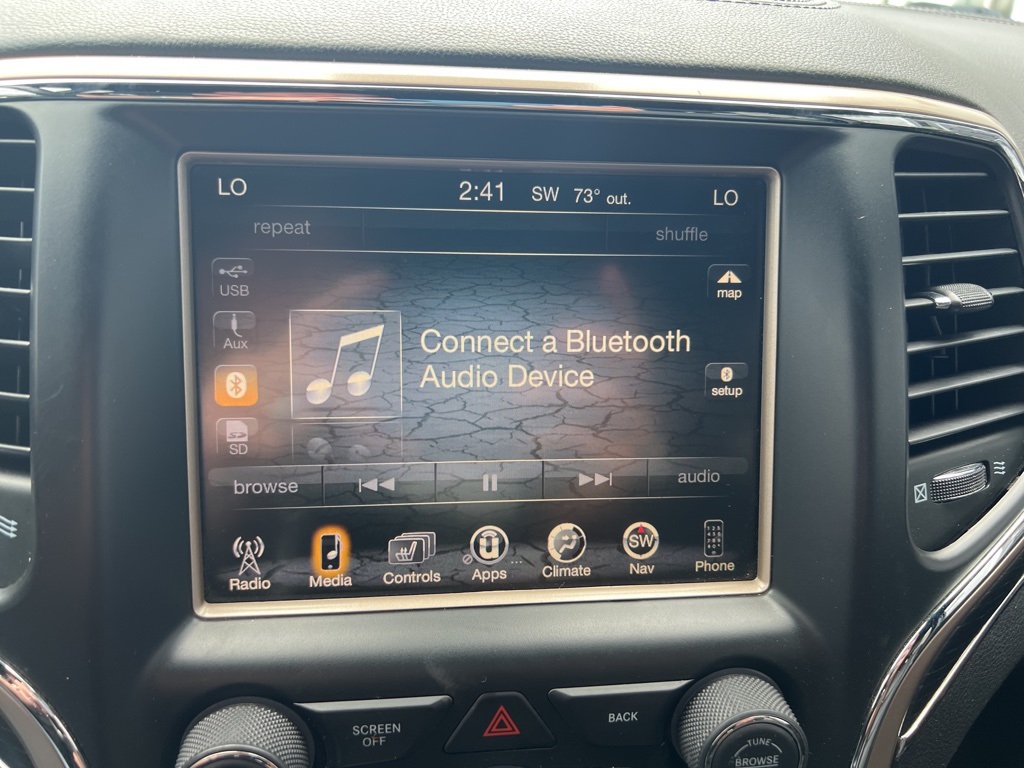 LO 2:41 SW 73° out. LO
repeat shuffle
USB
map
Aux
Connect a Bluetooth
Audio Device
setup
SD
browse audio
Radio Media Controls Apps Climate SW Nav Phone
SCREEN
OFF
BACK
TUNE
BROWSE